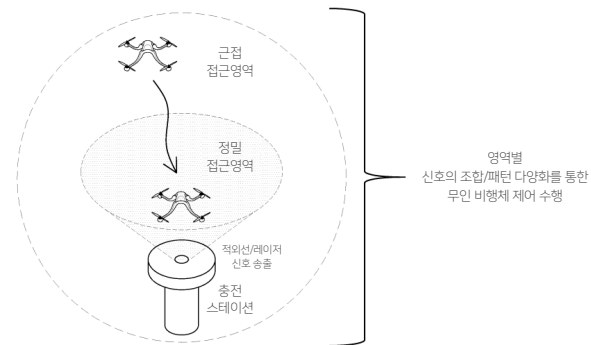 근접
접근영역
정밀
접근영역
적외선/레이저
신호 송출
충전
스테이션
영역별
신호의 조합/패턴 다양화를 통한
무인 비행체 제어 수행